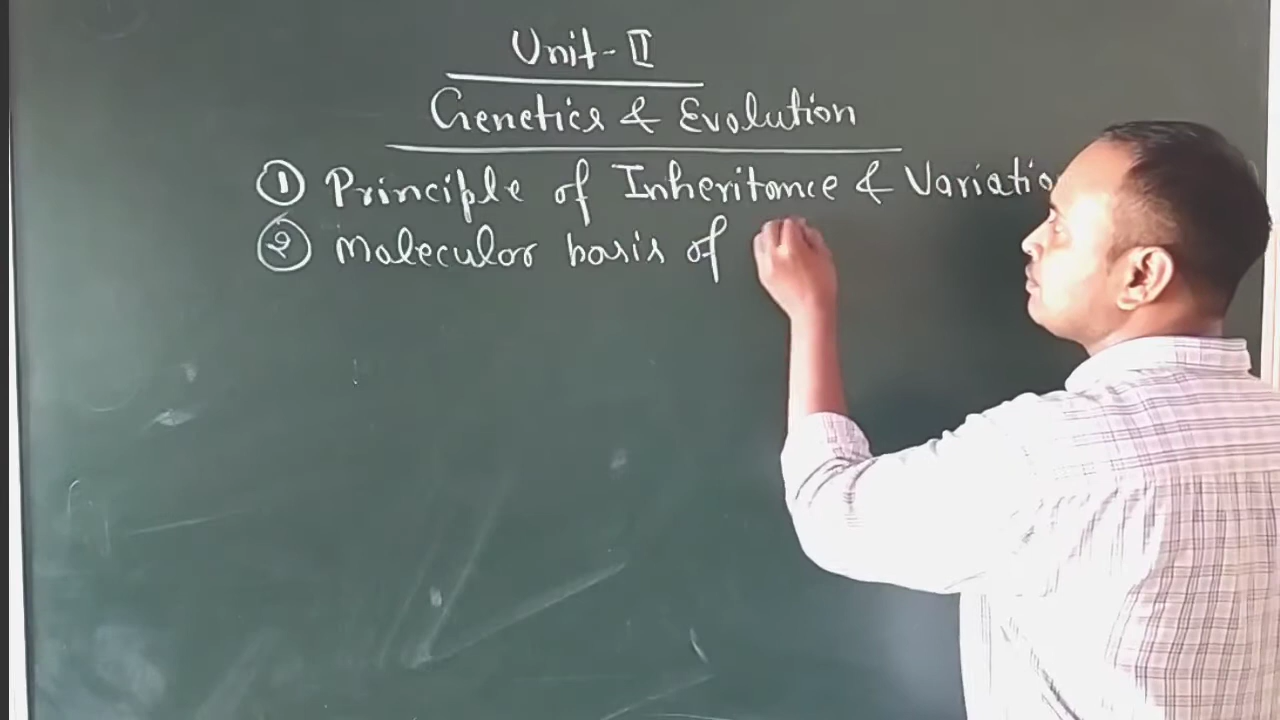 Unit-II
Genetics & Evolution
① Principle of Inheritance & Variatio
② Molecular basis of